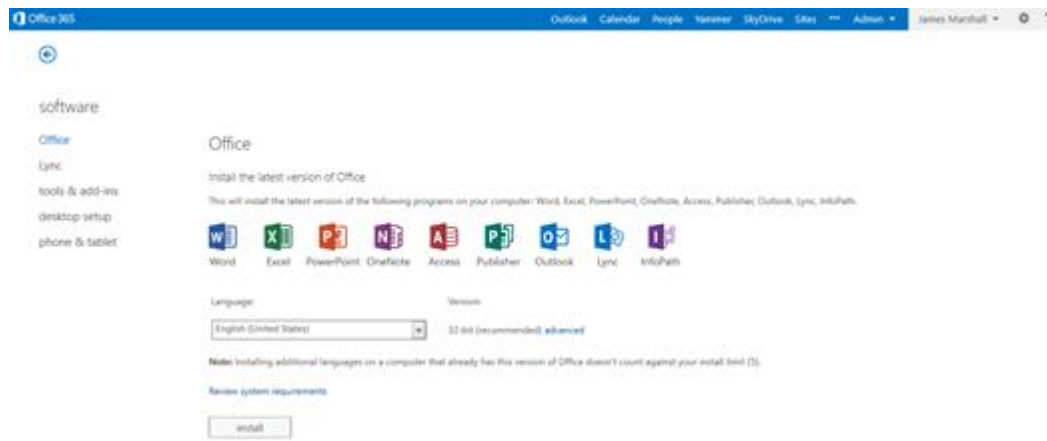 Office 365 Outlook Calendar People Yammer SkyDrive Sites ••• Admin James Marshall
software
Office
Lync
tools & add-ins
desktop setup
phone & tablet
Office
Install the latest version of Office
This will install the latest version of the following programs on your computer: Word, Excel, PowerPoint, OneNote, Access, Publisher, Outlook, Lync, InfoPath.
Word Excel PowerPoint OneNote Access Publisher Outlook Lync InfoPath
Language: Version:
English (United States) 32-bit (recommended) advanced
Note: Installing additional languages on a computer that already has this version of Office doesn't count against your install limit (5).
Review system requirements
install